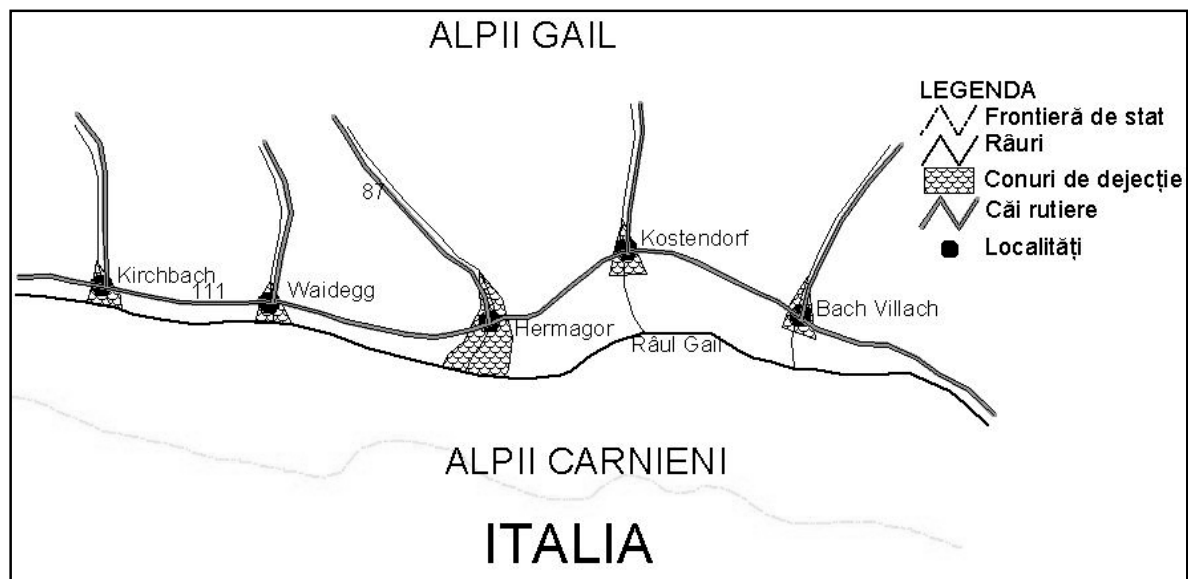 ALPII GAIL
LEGENDA
Frontieră de stat
Râuri
Conuri de dejecție
Căi rutiere
Localități
87
Kostendorf
Kirchbach
111
Waidegg
Hermagor
Bach Villach
Râul Gail
ALPII CARNIENI
ITALIA